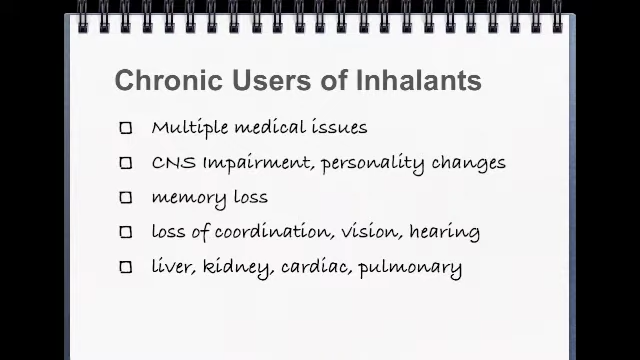 Chronic Users of Inhalants
Multiple medical issues
CNS Impairment, personality changes
memory loss
loss of coordination, vision, hearing
liver, kidney, cardiac, pulmonary